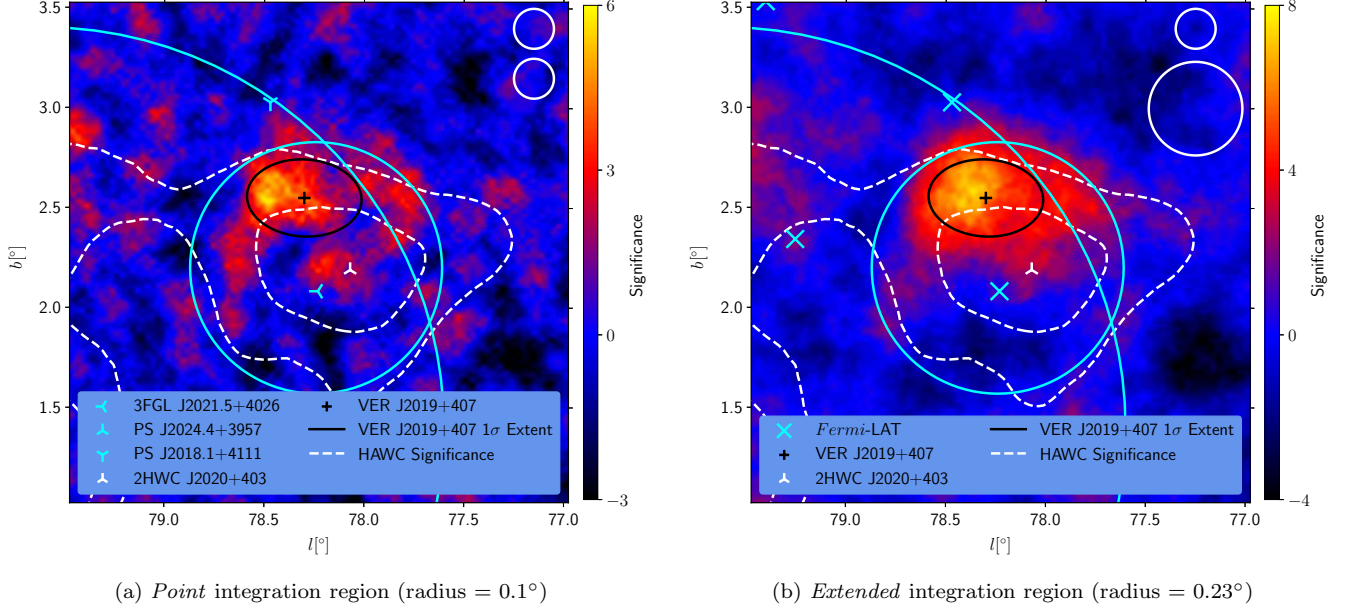 3.5
3.0
2.5
2.0
1.5
b[°]
79.0
78.5
78.0
77.5
77.0
l[°]
6
3
0
−3
Significance
3FGL J2021.5+4026
PS J2024.4+3957
PS J2018.1+4111
2HWC J2020+403
VER J2019+407
VER J2019+407 1σ Extent
HAWC Significance
(a) Point integration region (radius = 0.1°)
3.5
3.0
2.5
2.0
1.5
b[°]
79.0
78.5
78.0
77.5
77.0
l[°]
8
4
0
−4
Significance
Fermi-LAT
VER J2019+407
2HWC J2020+403
VER J2019+407 1σ Extent
HAWC Significance
(b) Extended integration region (radius = 0.23°)